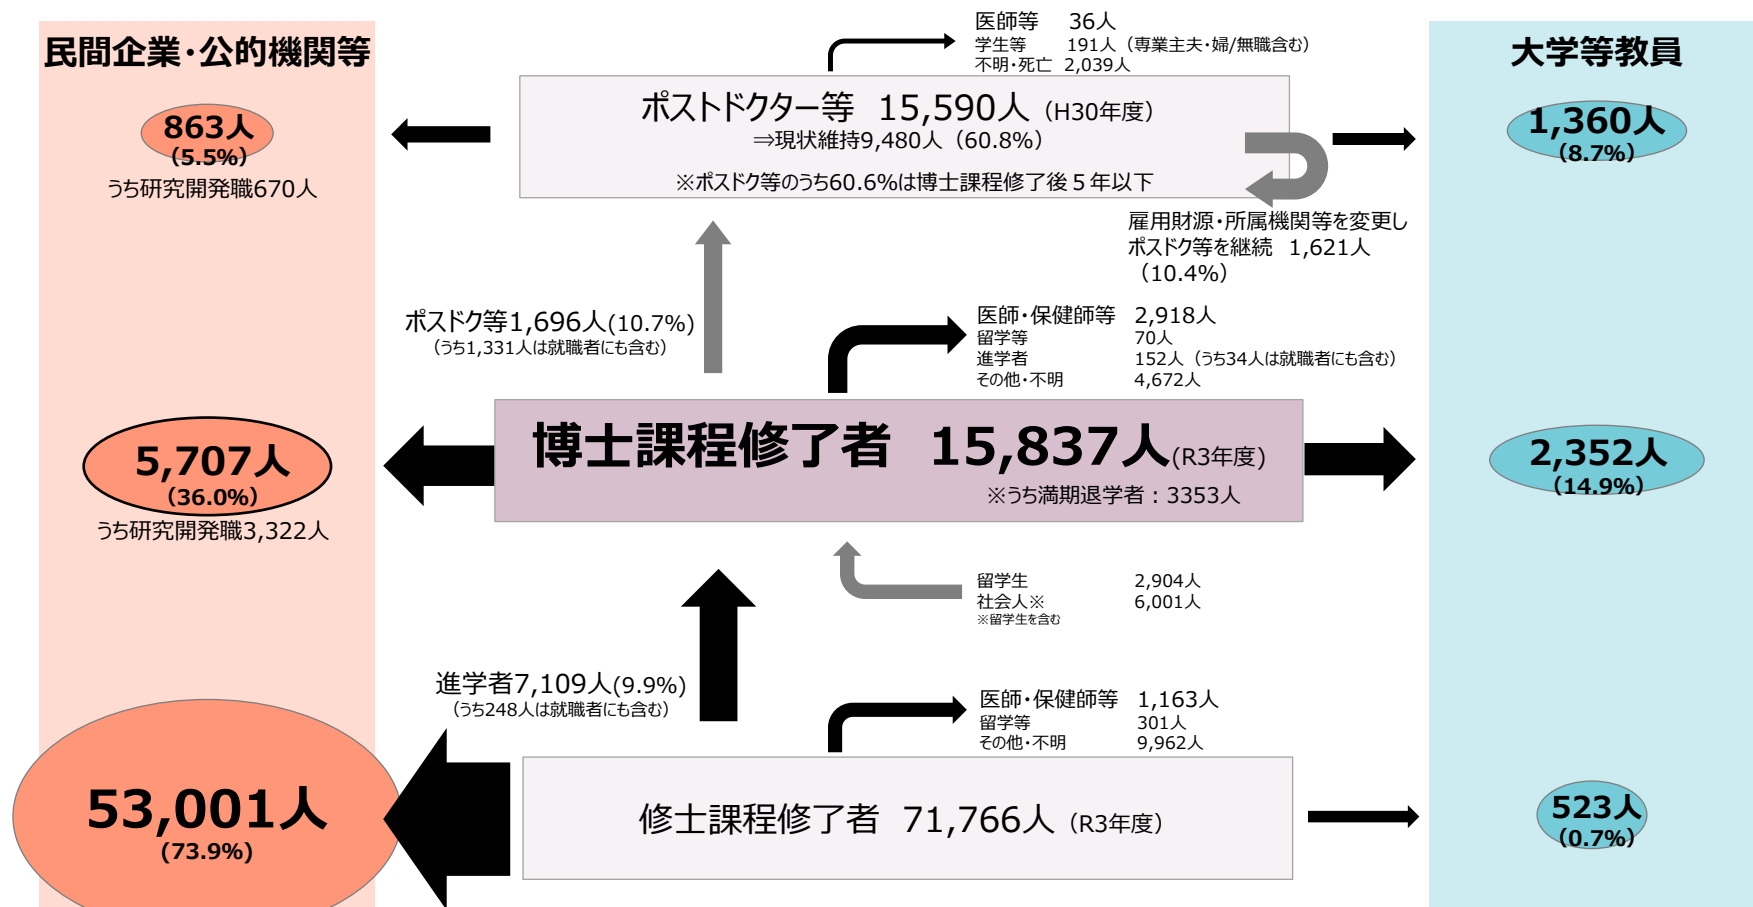 民間企業・公的機関等
863人
（5.5%）
うち研究開発職670人
5,707人
（36.0%）
うち研究開発職3,322人
53,001人
（73.9%）
医師等 36人
学生等 191人（専業主夫・婦/無職含む）
不明・死亡 2,039人
ポストドクター等 15,590人（H30年度）
⇒現状維持9,480人（60.8%）
※ポスドク等のうち60.6%は博士課程修了後５年以下
雇用財源・所属機関等を変更し
ポスドク等を継続 1,621人
（10.4%）
ポスドク等1,696人(10.7%)
（うち1,331人は就職者にも含む）
医師・保健師等 2,918人
留学等 70人
進学者 152人（うち34人は就職者にも含む）
その他・不明 4,672人
博士課程修了者 15,837人(R3年度)
※うち満期退学者：3353人
留学生 2,904人
社会人※ 6,001人
※留学生を含む
進学者7,109人(9.9%)
（うち248人は就職者にも含む）
医師・保健師等 1,163人
留学等 301人
その他・不明 9,962人
修士課程修了者 71,766人（R3年度）
大学等教員
1,360人
（8.7%）
2,352人
（14.9%）
523人
（0.7%）